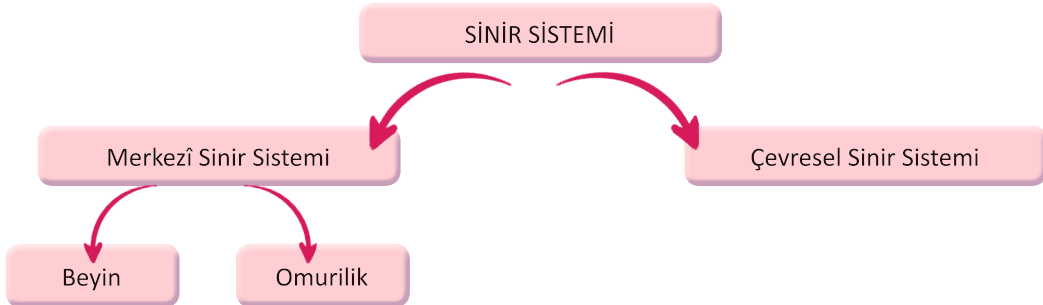 SİNİR SİSTEMİ
Merkezî Sinir Sistemi
Çevresel Sinir Sistemi
Beyin
Omurilik